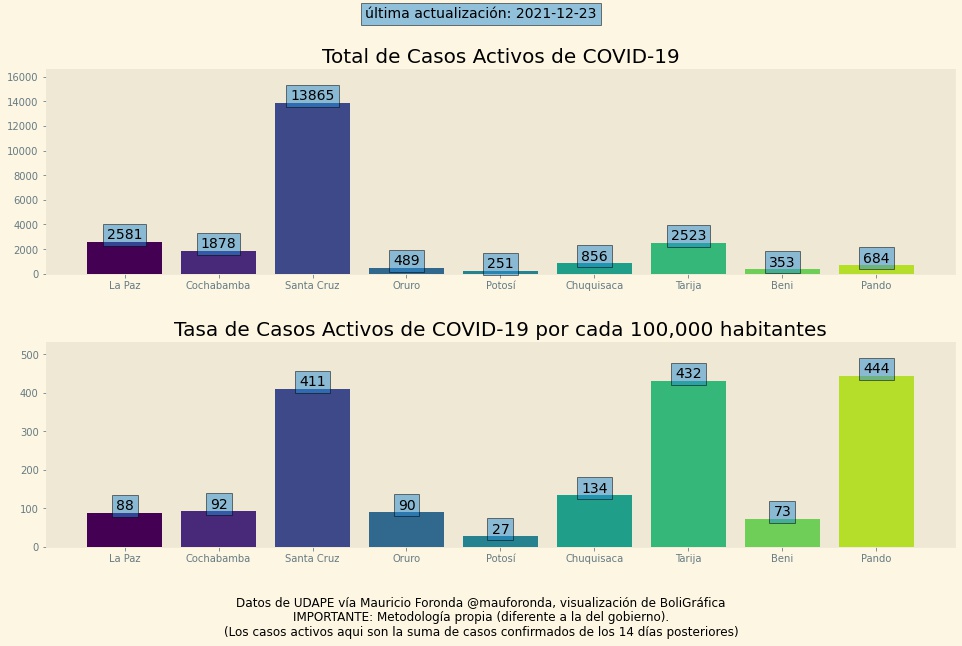 última actualización: 2021-12-23
Total de Casos Activos de COVID-19
16000
14000
12000
10000
8000
6000
4000
2000
0
2581
1878
13865
489
251
856
2523
353
684
La Paz
Cochabamba
Santa Cruz
Oruro
Potosí
Chuquisaca
Tarija
Beni
Pando
Tasa de Casos Activos de COVID-19 por cada 100,000 habitantes
500
400
300
200
100
0
88
92
411
90
27
134
432
73
444
La Paz
Cochabamba
Santa Cruz
Oruro
Potosí
Chuquisaca
Tarija
Beni
Pando
Datos de UDAPE vía Mauricio Foronda @mauforonda, visualización de BoliGráfica
IMPORTANTE: Metodología propia (diferente a la del gobierno).
(Los casos activos aqui son la suma de casos confirmados de los 14 días posteriores)